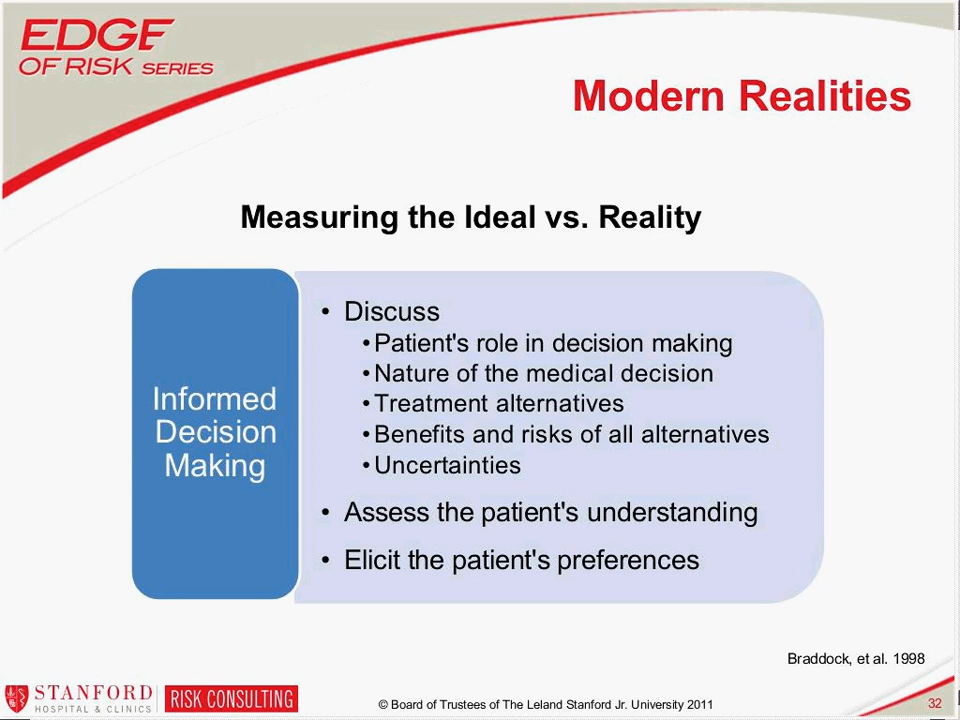 EDGE
OF RISK SERIES
Modern Realities
Measuring the Ideal vs. Reality
Informed
Decision
Making
• Discuss
• Patient's role in decision making
• Nature of the medical decision
• Treatment alternatives
• Benefits and risks of all alternatives
• Uncertainties
• Assess the patient's understanding
• Elicit the patient's preferences
Braddock, et al. 1998
STANFORD
HOSPITAL & CLINICS
RISK CONSULTING
© Board of Trustees of The Leland Stanford Jr. University 2011
32